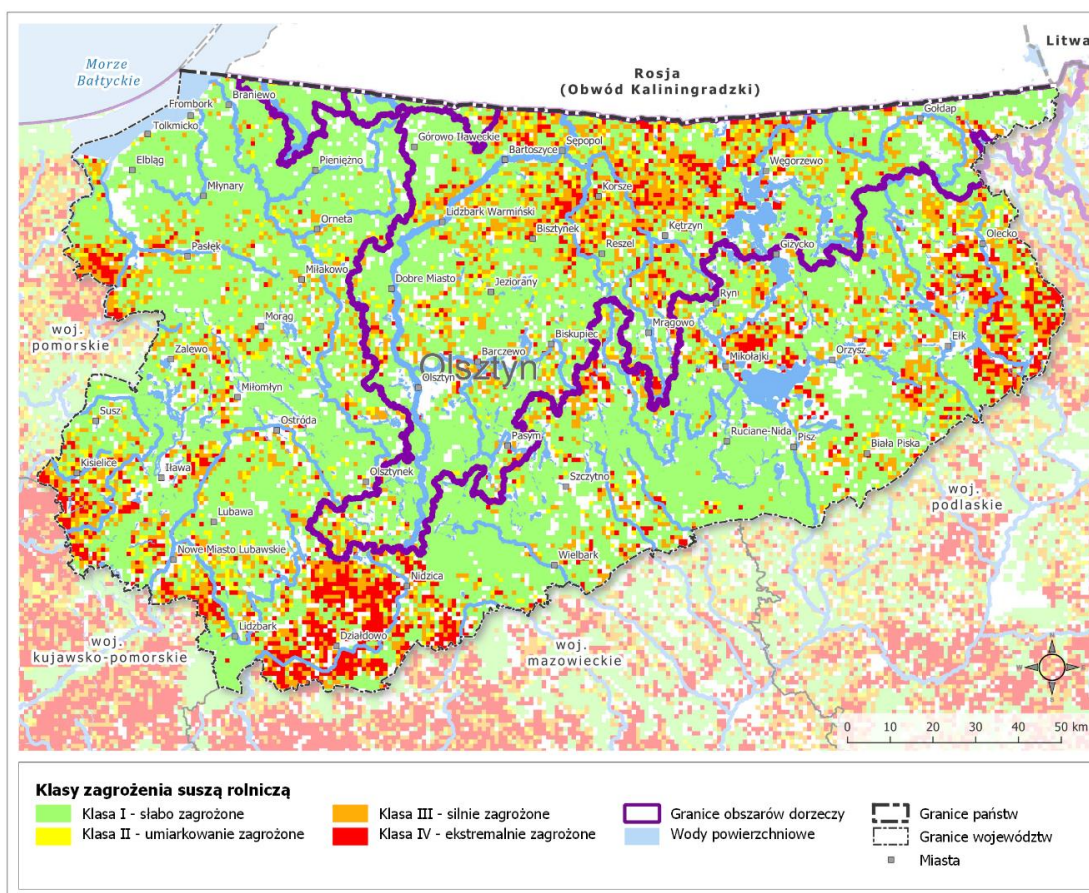 Litwa
Morze
Bałtyckie
Rosja
(Obwód Kaliningradzki)
Gołdap
Braniewo
Frombork
Tolkmicko
Górowo Iławeckie
Sępopol
Bartoszyce
Elbląg
Pieniężno
Węgorzewo
Młynary
Korsze
Orneta
Lidzbark Warmiński
Bisztynek
Kętrzyn
Olecko
Pasłęk
Reszel
Giżycko
Miłakowo
Dobre Miasto
Jeziorany
Ryn
woj.
pomorskie
Morąg
Mrągowo
Zalewo
Biskupiec
Barczewo
Ełk
Orzysz
Mikołajki
Olsztyn
Olsztyn
Miłomłyn
Susz
Ostróda
Ruciane-Nida
Pisz
Pasym
Biała Piska
Kisielice
Iława
Olsztynek
Szczytno
woj.
podlaskie
Lubawa
Nowe Miasto Lubawskie
Wielbark
Nidzica
Lidzbark
Działdowo
woj.
kujawsko-pomorskie
woj.
mazowieckie
0 10 20 30 40 50 km
Klasy zagrożenia suszą rolniczą
Klasa I - słabo zagrożone
Klasa II - umiarkowanie zagrożone
Klasa III - silnie zagrożone
Klasa IV - ekstremalnie zagrożone
Granice obszarów dorzeczy
Wody powierzchniowe
Granice państw
Granice województw
Miasta